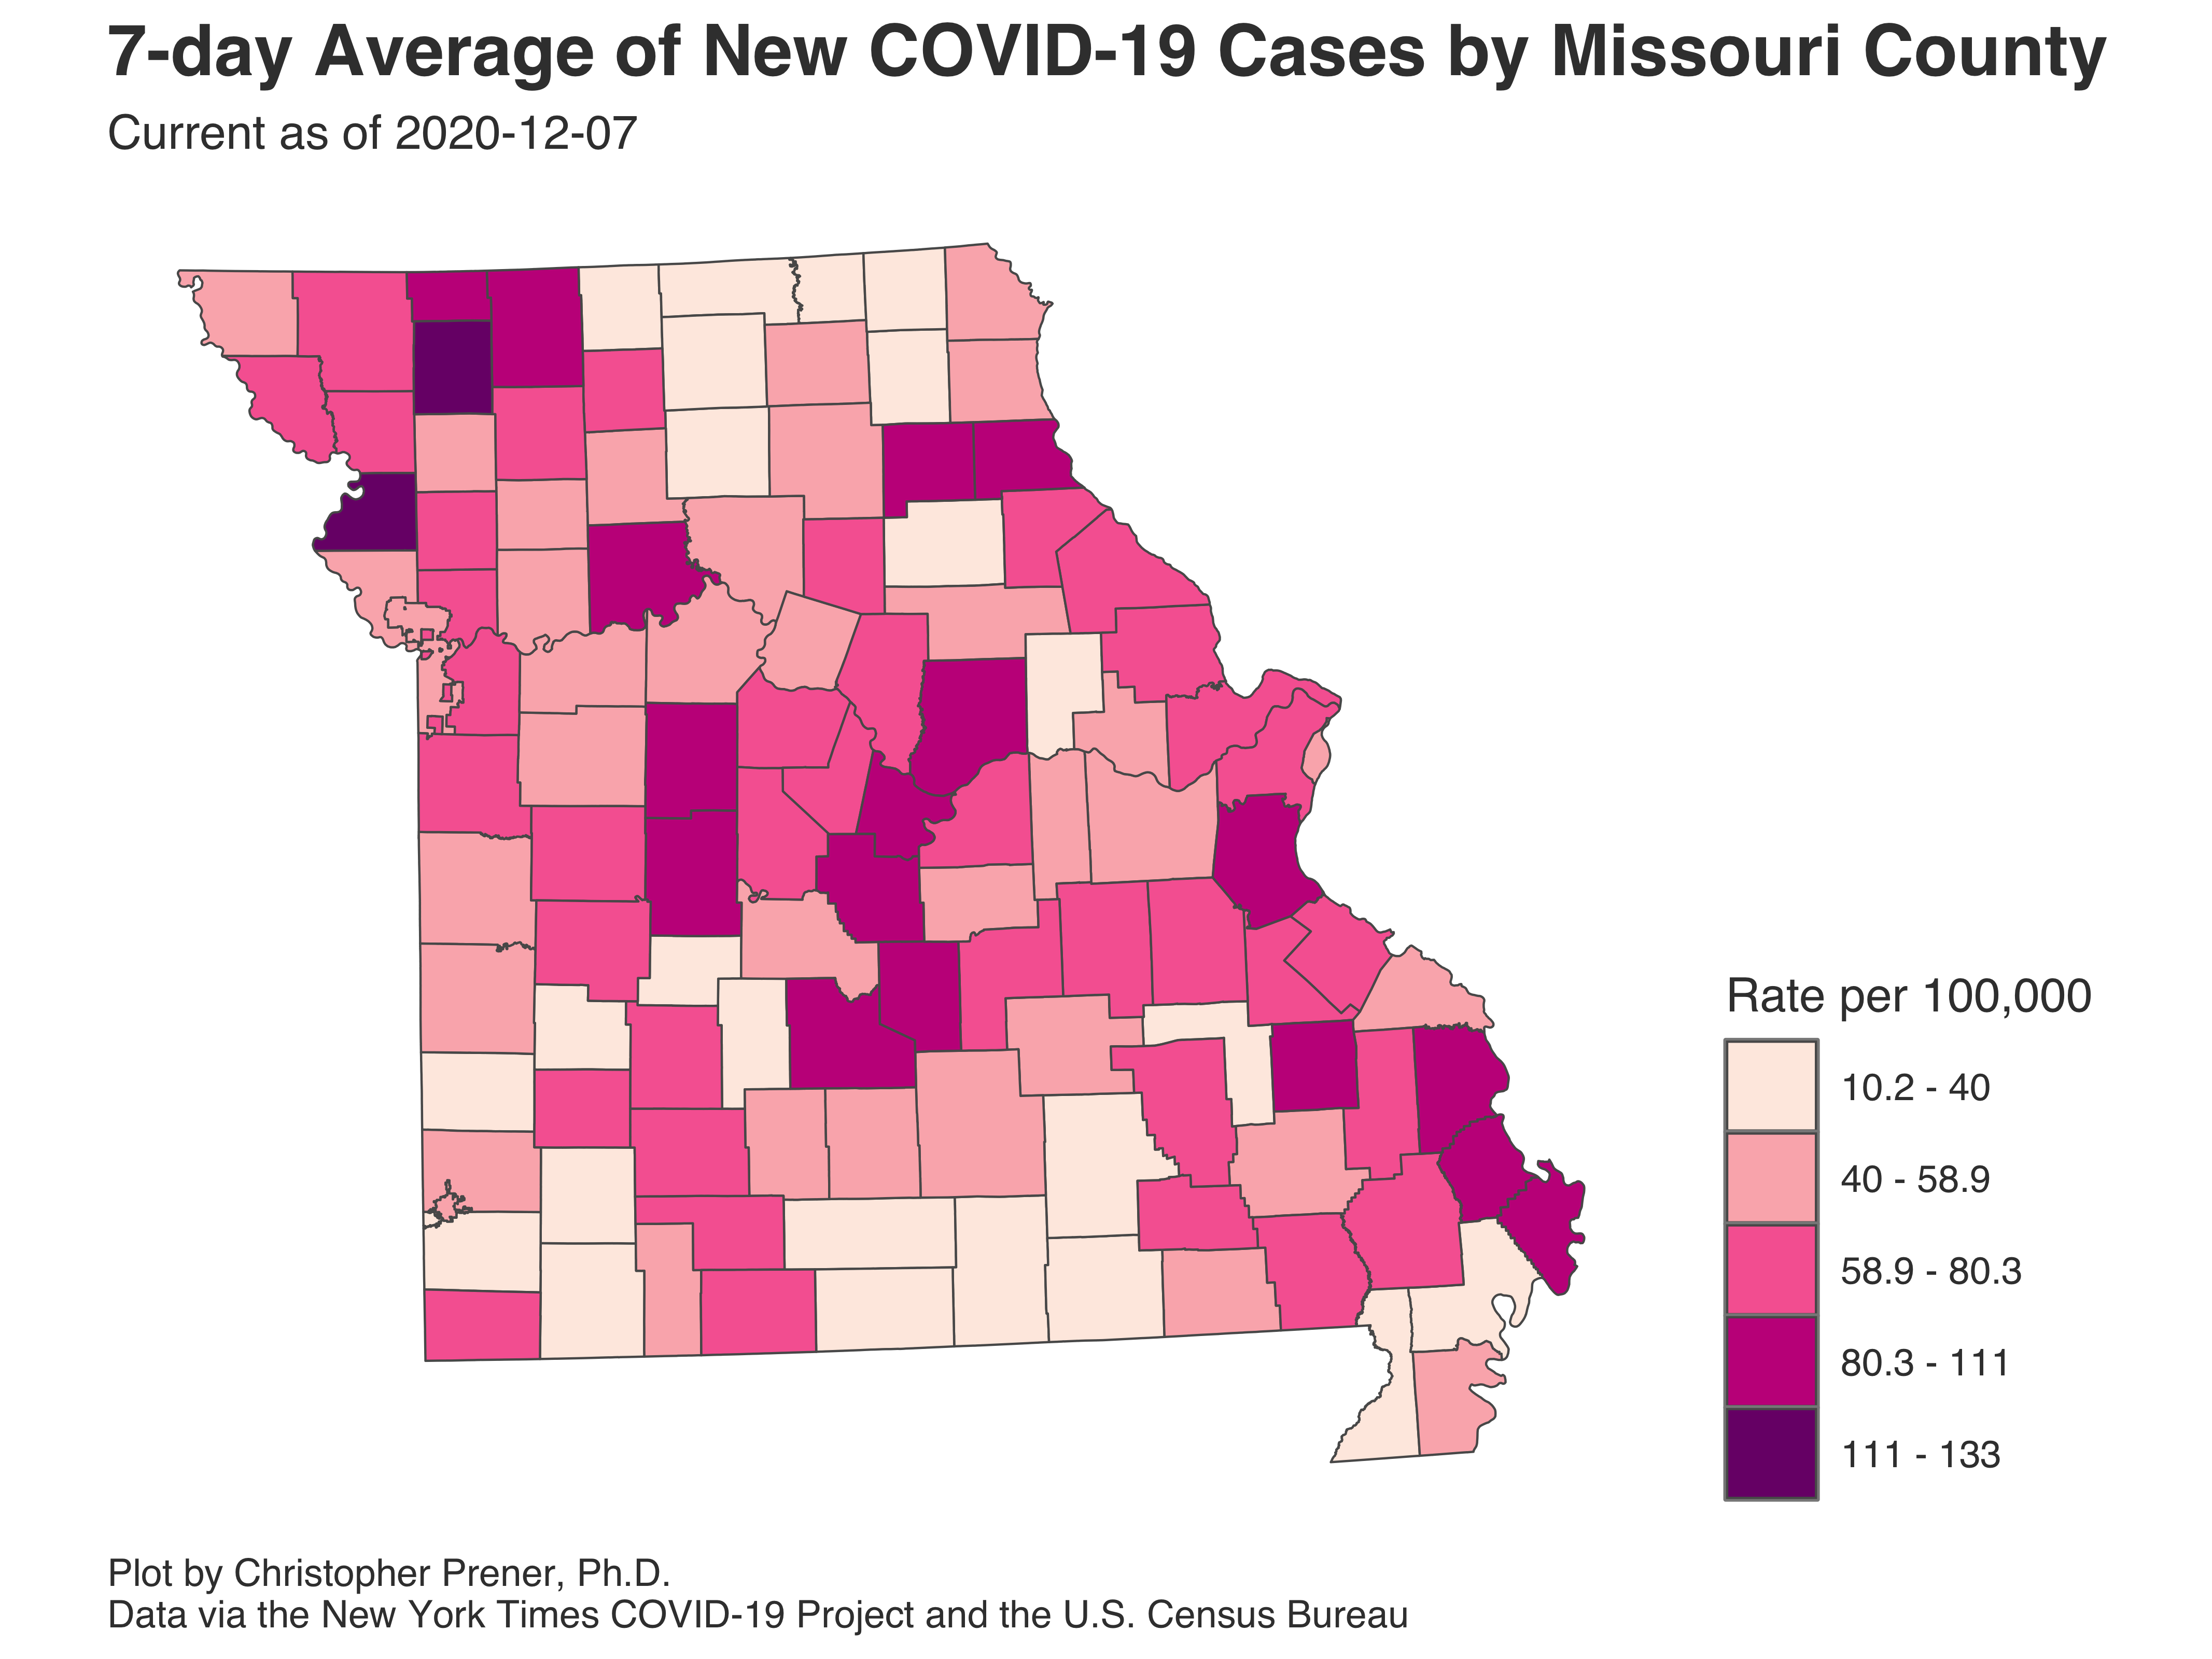 7-day Average of New COVID-19 Cases by Missouri County
Current as of 2020-12-07
Rate per 100,000
10.2 - 40
40 - 58.9
58.9 - 80.3
80.3 - 111
111 - 133
Plot by Christopher Prener, Ph.D.
Data via the New York Times COVID-19 Project and the U.S. Census Bureau